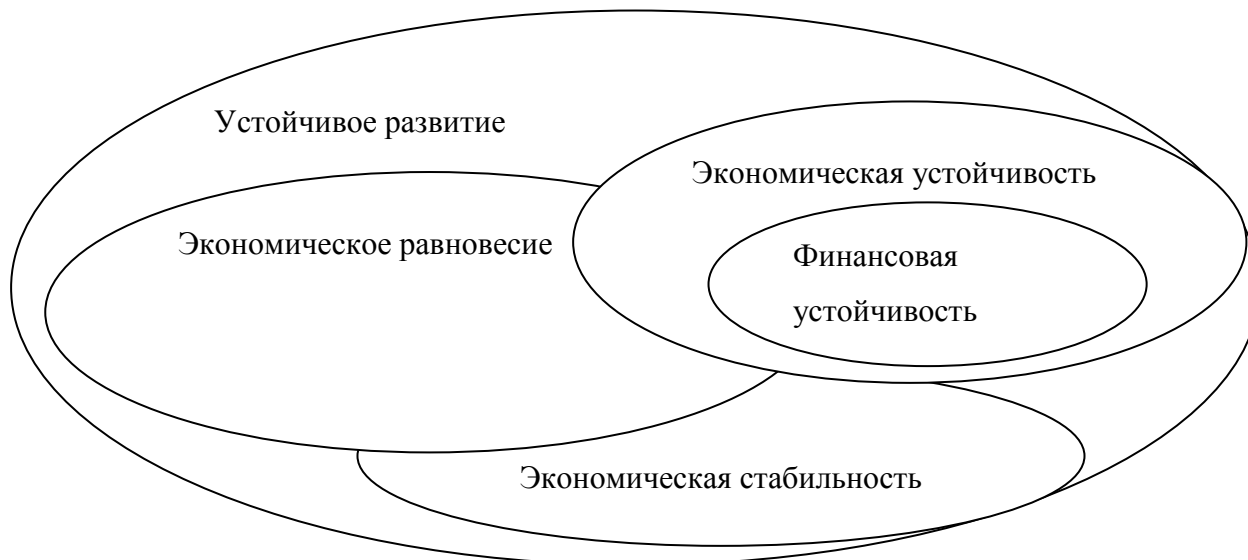 Устойчивое развитие
Экономическая устойчивость
Экономическое равновесие
Финансовая
устойчивость
Экономическая стабильность